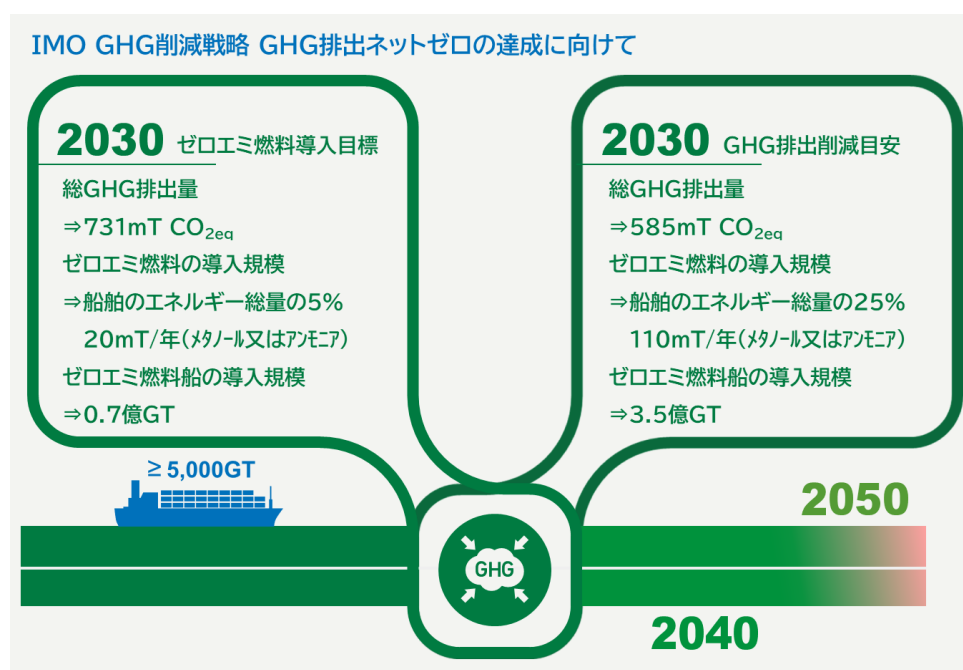 IMO GHG削減戦略 GHG排出ネットゼロの達成に向けて
2030 ゼロエミ燃料導入目標
総GHG排出量
⇒731mT CO2eq
ゼロエミ燃料の導入規模
⇒船舶のエネルギー総量の5%
20mT/年(ﾒﾀﾉｰﾙ又はｱﾝﾓﾆｱ)
ゼロエミ燃料船の導入規模
⇒0.7億GT
2030 GHG排出削減目安
総GHG排出量
⇒585mT CO2eq
ゼロエミ燃料の導入規模
⇒船舶のエネルギー総量の25%
110mT/年(ﾒﾀﾉｰﾙ又はｱﾝﾓﾆｱ)
ゼロエミ燃料船の導入規模
⇒3.5億GT
≥ 5,000GT
GHG
2050
2040